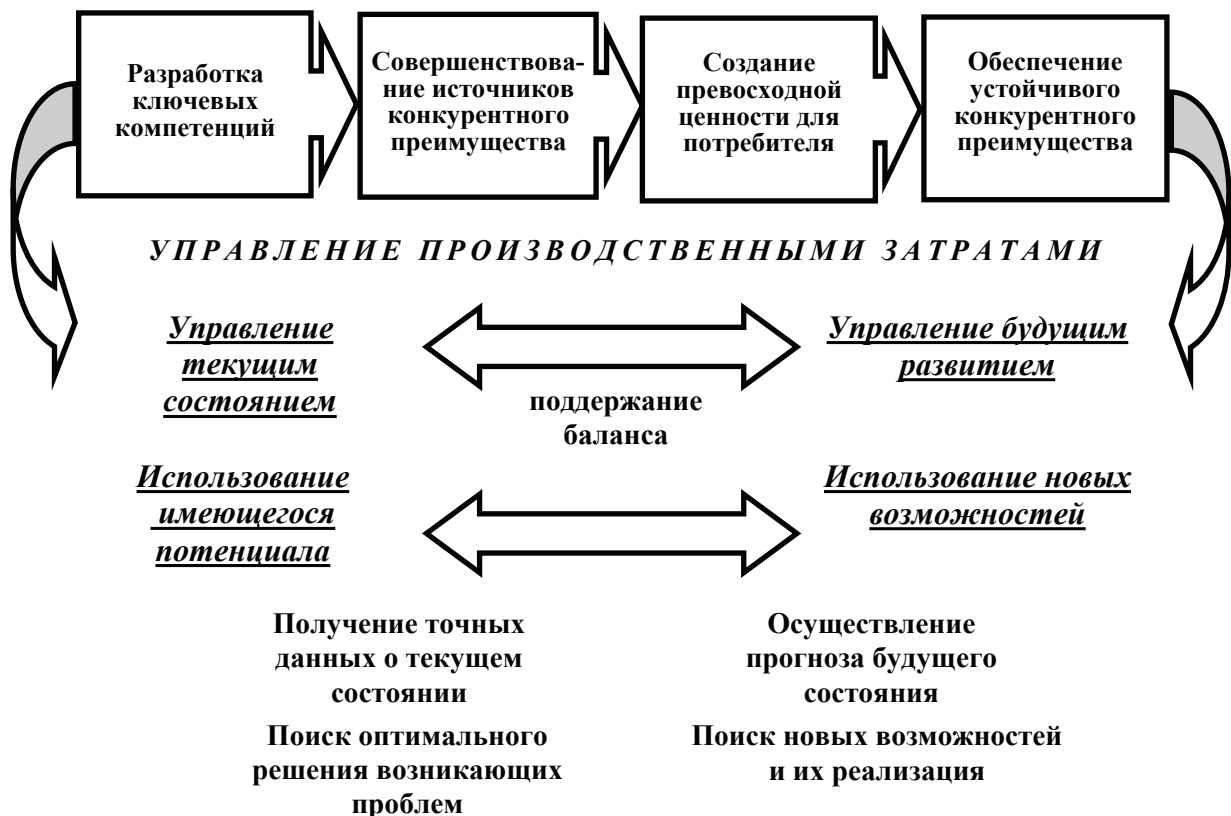 Разработка
ключевых
компетенций
Совершенствова-
ние источников
конкурентного
преимущества
Создание
превосходной
ценности для
потребителя
Обеспечение
устойчивого
конкурентного
преимущества
УПРАВЛЕНИЕ ПРОИЗВОДСТВЕННЫМИ ЗАТРАТАМИ
Управление
текущим
состоянием
поддержание
баланса
Управление будущим
развитием
Использование
имеющегося
потенциала
Использование новых
возможностей
Получение точных
данных о текущем
состоянии
Осуществление
прогноза будущего
состояния
Поиск оптимального
решения возникающих
проблем
Поиск новых возможностей
и их реализация